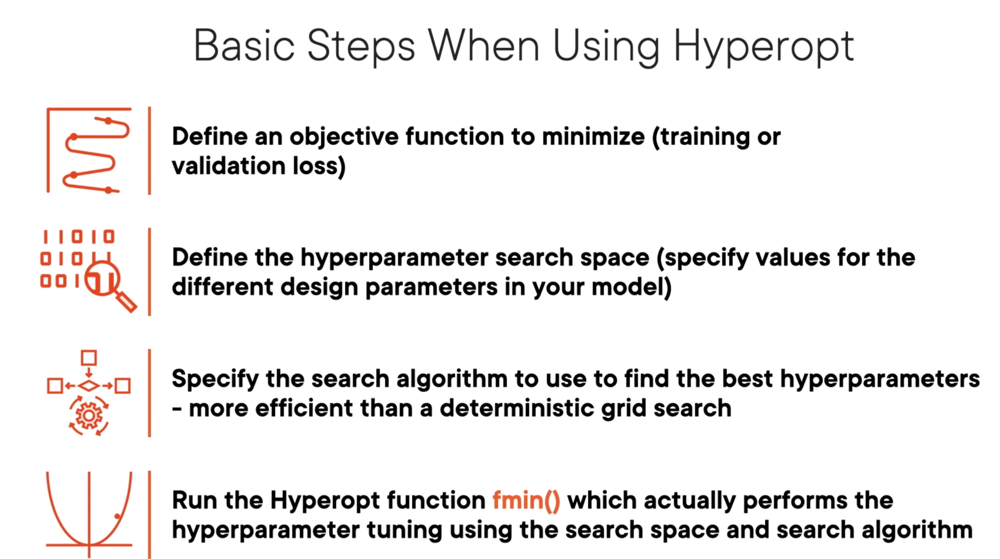 Basic Steps When Using Hyperopt
Define an objective function to minimize (training or
validation loss)
11010
01011
001
Define the hyperparameter search space (specify values for the
different design parameters in your model)
Specify the search algorithm to use to find the best hyperparameters
- more efficient than a deterministic grid search
Run the Hyperopt function fmin() which actually performs the
hyperparameter tuning using the search space and search algorithm